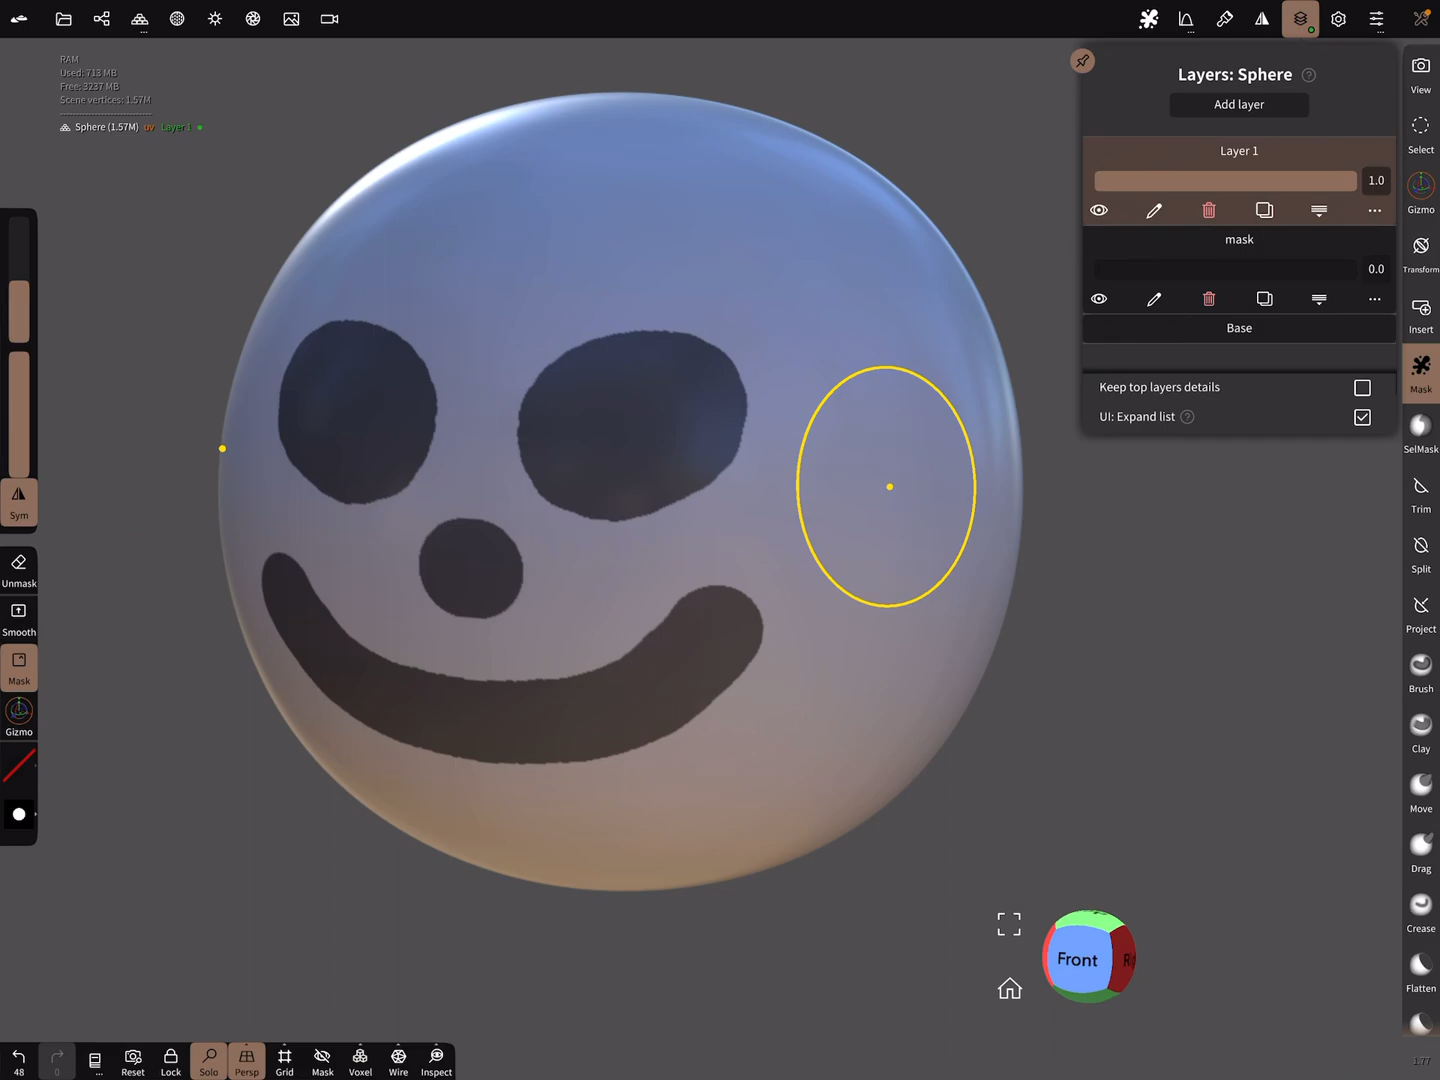 RAM
Used: 713 MB
Free: 3237 MB
Scene vertices: 1.57M
Sphere (1.57M) uv Layer 1
Layers: Sphere ?
Add layer
Layer 1
1.0
mask
0.0
Base
Keep top layers details
UI: Expand list ?
View
Select
Gizmo
Transform
Insert
Mask
SelMask
Trim
Split
Project
Brush
Clay
Move
Drag
Crease
Flatten
Sym
Unmask
Smooth
Mask
Gizmo
Front
48
0
Reset
Lock
Solo
Persp
Grid
Mask
Voxel
Wire
Inspect
1.77